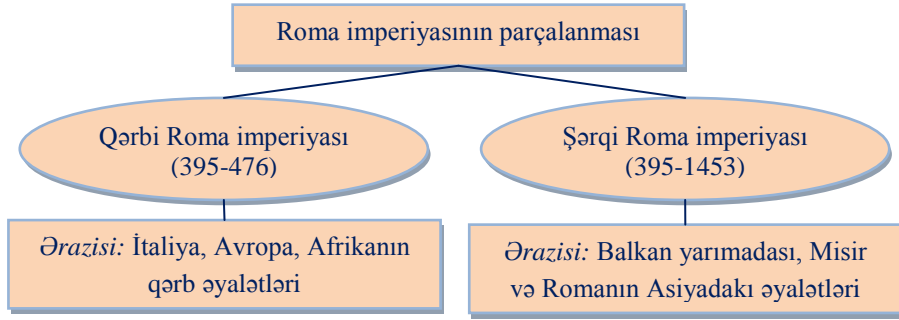 Roma imperiyasının parçalanması
Qərbi Roma imperiyası
(395-476)
Şərqi Roma imperiyası
(395-1453)
Ərazisi: İtaliya, Avropa, Afrikanın
qərb əyalətləri
Ərazisi: Balkan yarımadası, Misir
və Romanın Asiyadakı əyalətləri